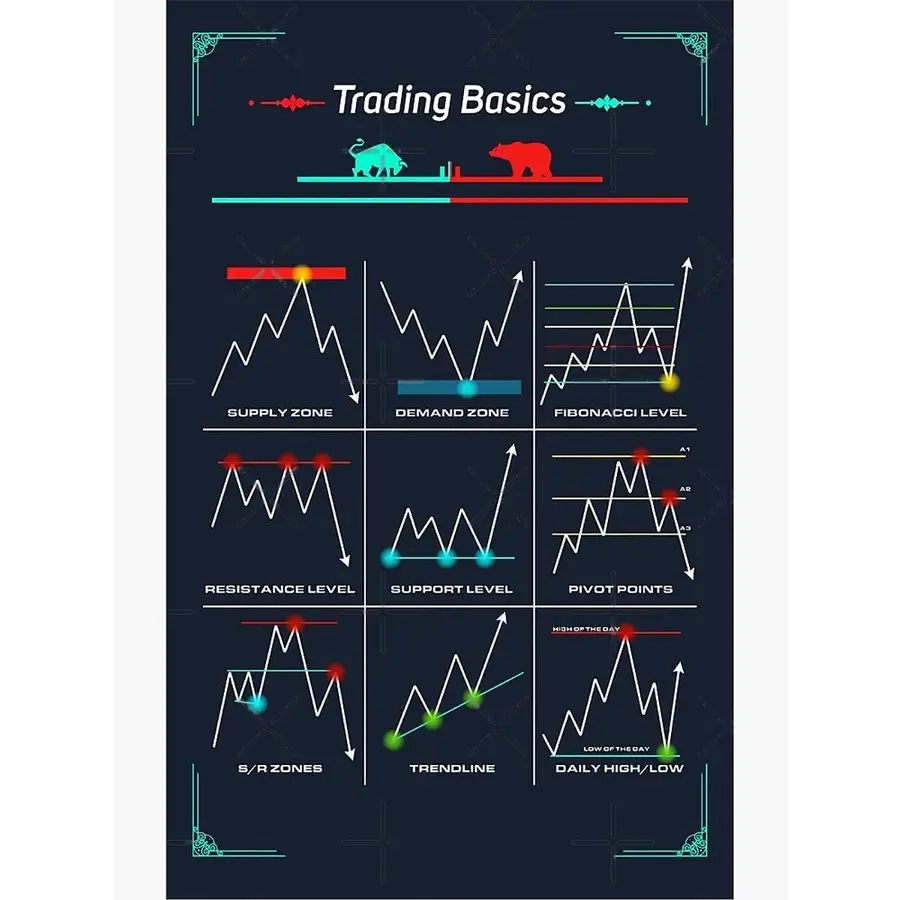 Trading Basics
SUPPLY ZONE
DEMAND ZONE
FIBONACCI LEVEL
RESISTANCE LEVEL
SUPPORT LEVEL
A1
A2
A3
PIVOT POINTS
S/R ZONES
TRENDLINE
HIGH OF THE DAY
LOW OF THE DAY
DAILY HIGH/LOW